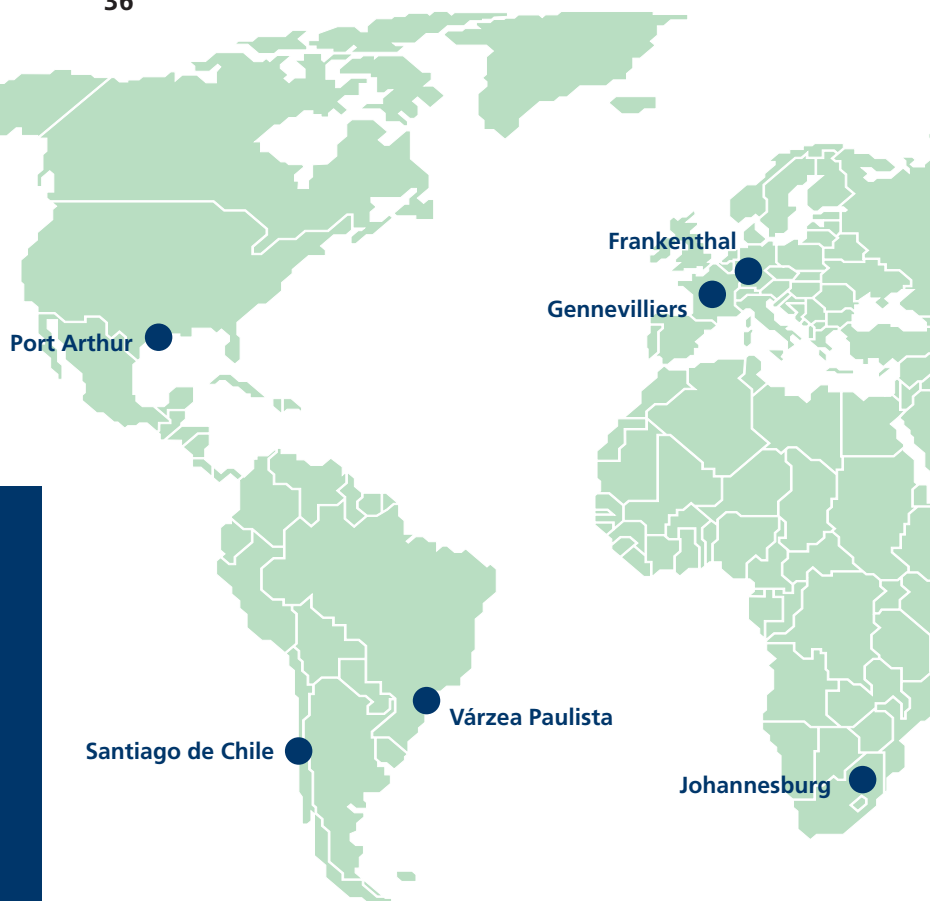 36
Frankenthal
Gennevilliers
Port Arthur
Várzea Paulista
Santiago de Chile
Johannesburg